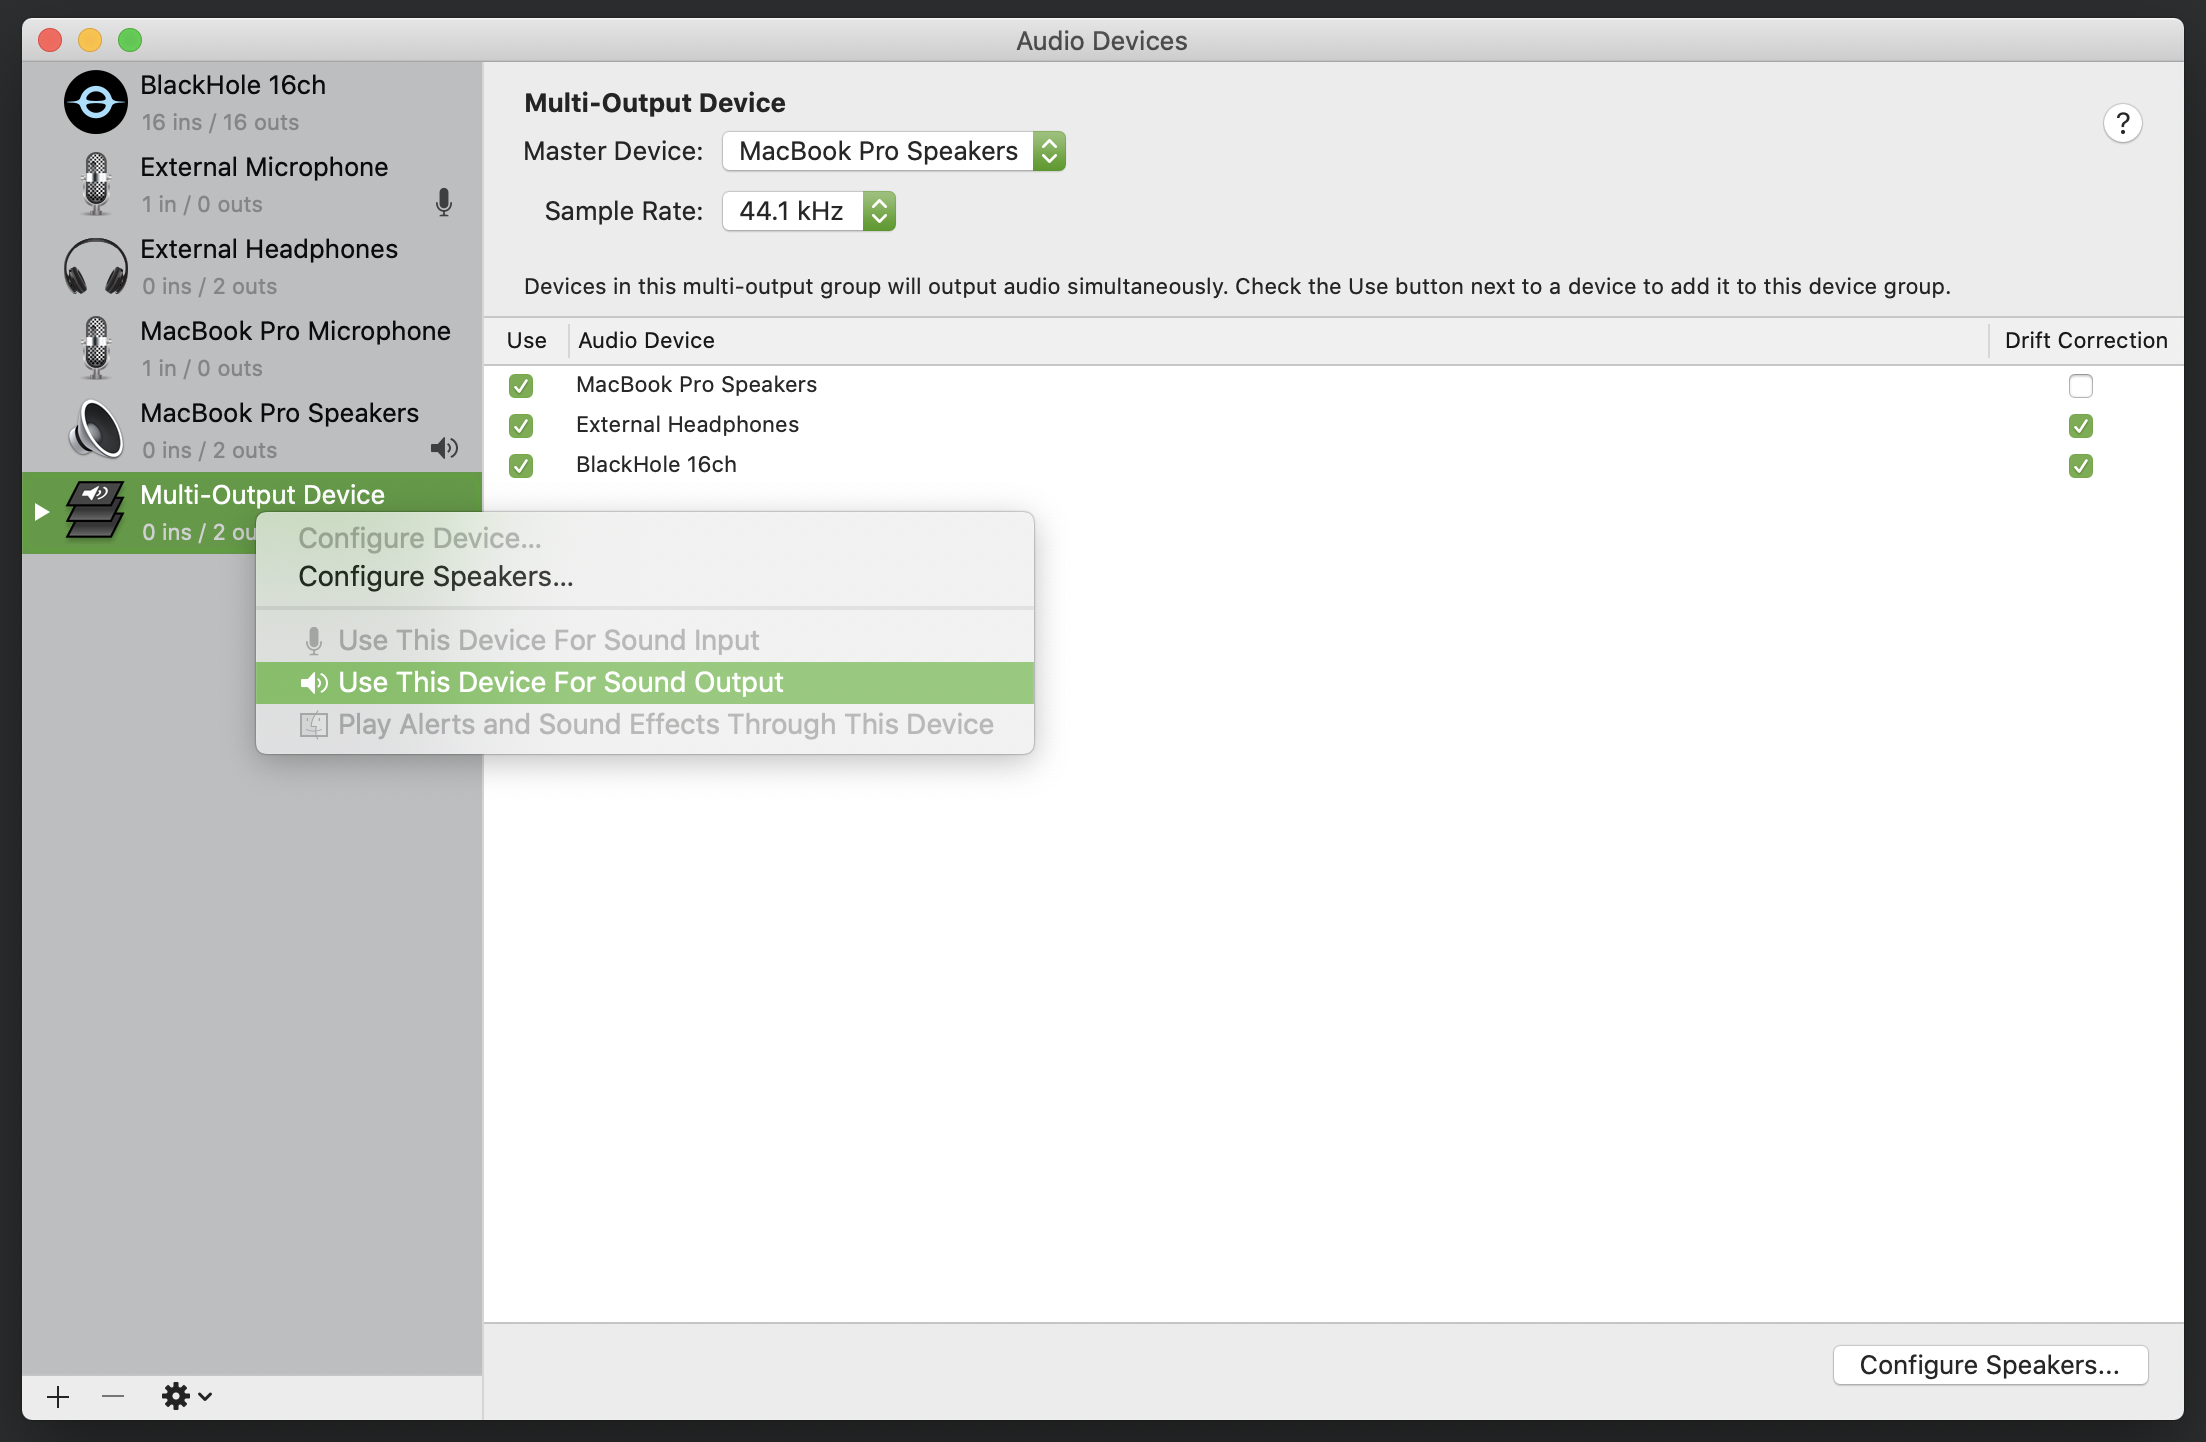 Audio Devices
BlackHole 16ch
16 ins / 16 outs
External Microphone
1 in / 0 outs
External Headphones
0 ins / 2 outs
MacBook Pro Microphone
1 in / 0 outs
MacBook Pro Speakers
0 ins / 2 outs
Multi-Output Device
0 ins / 2 ou
Configure Device...
Configure Speakers...
Use This Device For Sound Input
Use This Device For Sound Output
Play Alerts and Sound Effects Through This Device
Multi-Output Device
?
Master Device: MacBook Pro Speakers
Sample Rate: 44.1 kHz
Devices in this multi-output group will output audio simultaneously. Check the Use button next to a device to add it to this device group.
Use Audio Device Drift Correction
MacBook Pro Speakers
External Headphones
BlackHole 16ch
Configure Speakers...